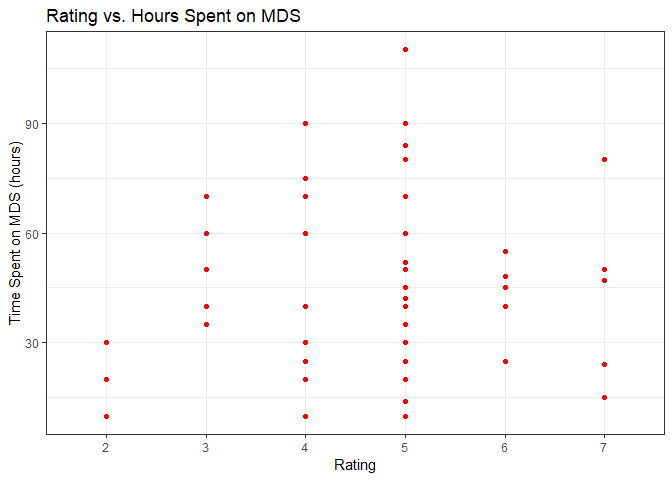 Rating vs. Hours Spent on MDS
Time Spent on MDS (hours)
90
60
30
2 3 4 5 6 7
Rating